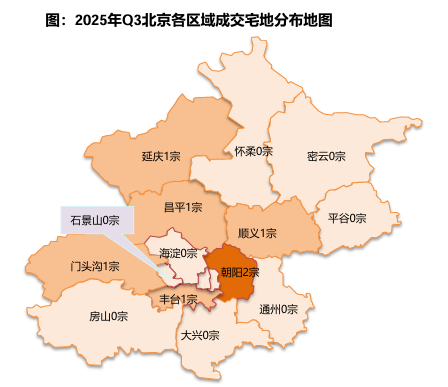 图：2025年Q3北京各区域成交宅地分布地图
怀柔0宗
延庆1宗
密云0宗
昌平1宗
石景山0宗
平谷0宗
顺义1宗
海淀0宗
门头沟1宗
朝阳2宗
丰台1宗
房山0宗
通州0宗
大兴0宗